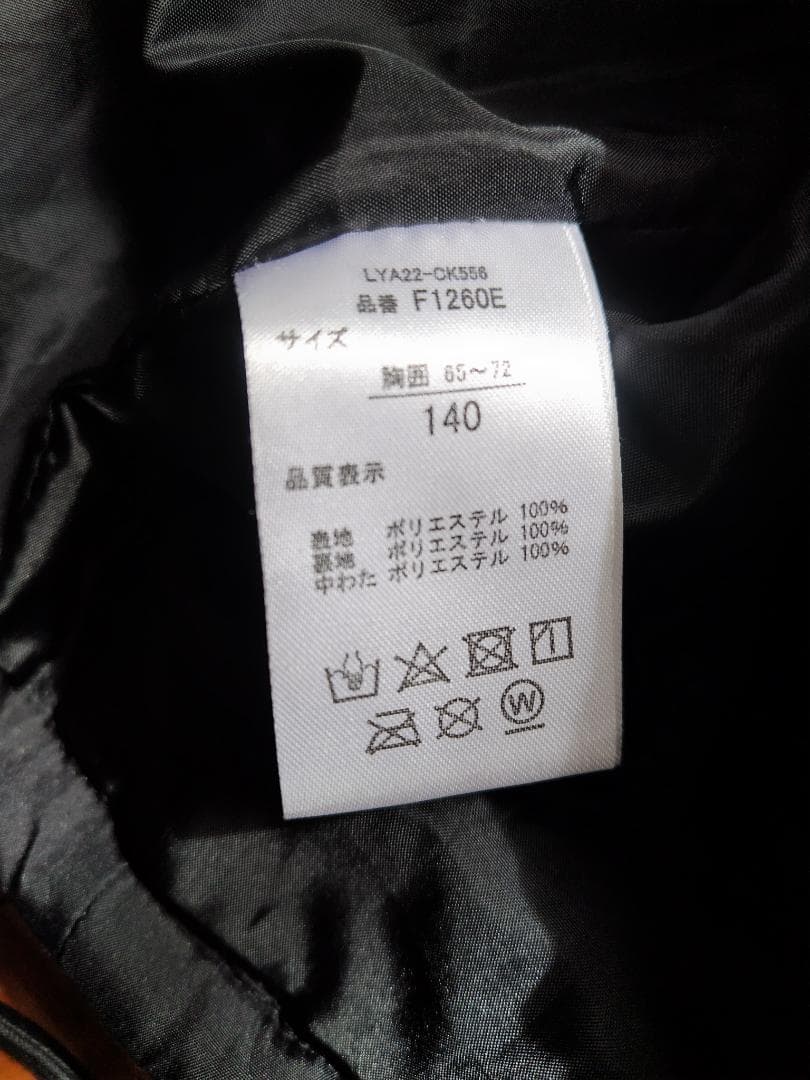 LYA22-CK556
品番 F1260E
サイズ
胸囲 65～72
140
品質表示
表地 ポリエステル 100%
裏地 ポリエステル 100%
中わた ポリエステル 100%
W